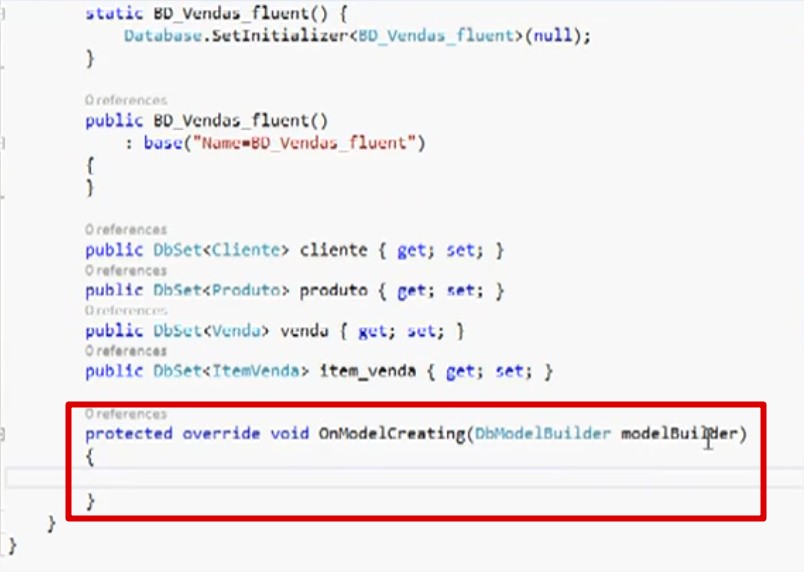 static BD_Vendas_fluent() {
Database.SetInitializer<BD_Vendas_fluent>(null);
}
0 references
public BD_Vendas_fluent()
: base("Name=BD_Vendas_fluent")
{
}
0 references
public DbSet<Cliente> cliente { get; set; }
0 references
public DbSet<Produto> produto { get; set; }
0 references
public DbSet<Venda> venda { get; set; }
0 references
public DbSet<ItemVenda> item_venda { get; set; }
0 references
protected override void OnModelCreating(DbModelBuilder modelBuilder)
{
}
}
}